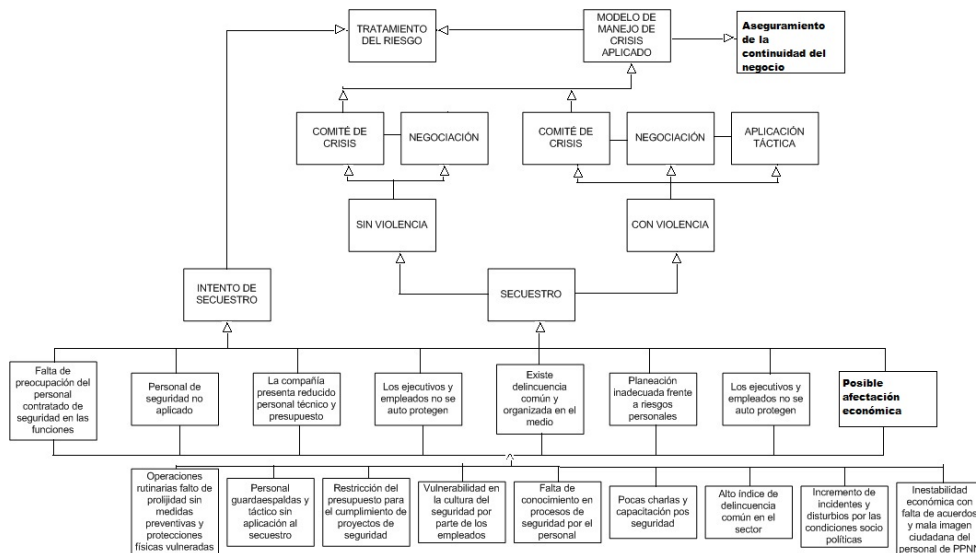 TRATAMIENTO
DEL RIESGO
MODELO DE
MANEJO DE
CRISIS
APLICADO
Aseguramiento
de la
continuidad del
negocio
COMITÉ DE
CRISIS
NEGOCIACIÓN
COMITÉ DE
CRISIS
NEGOCIACIÓN
APLICACIÓN
TÁCTICA
SIN VIOLENCIA
CON VIOLENCIA
INTENTO DE
SECUESTRO
SECUESTRO
Falta de
preocupación del
personal
contratado de
seguridad en las
funciones
Personal de
seguridad no
aplicado
La compañía
presenta reducido
personal técnico y
presupuesto
Los ejecutivos y
empleados no se
auto protegen
Existe
delincuencia
común y
organizada en el
medio
Planeación
inadecuada frente
a riesgos
personales
Los ejecutivos y
empleados no se
auto protegen
Posible
afectación
económica
Operaciones
rutinarias falto de
prolijidad sin
medidas
preventivas y
protecciones
físicas vulneradas
Personal
guardaespaldas y
táctico sin
aplicación al
secuestro
Restricción del
presupuesto para
el cumplimiento de
proyectos de
seguridad
Vulnerabilidad en
la cultura del
seguridad por
parte de los
empleados
Falta de
conocimiento en
procesos de
seguridad por el
personal
Pocas charlas y
capacitación pos
seguridad
Alto índice de
delincuencia
común en el
sector
Incremento de
incidentes y
disturbios por las
condiciones socio
políticas
Inestabilidad
económica con
falta de acuerdos
y mala imagen
ciudadana del
personal de PPNN